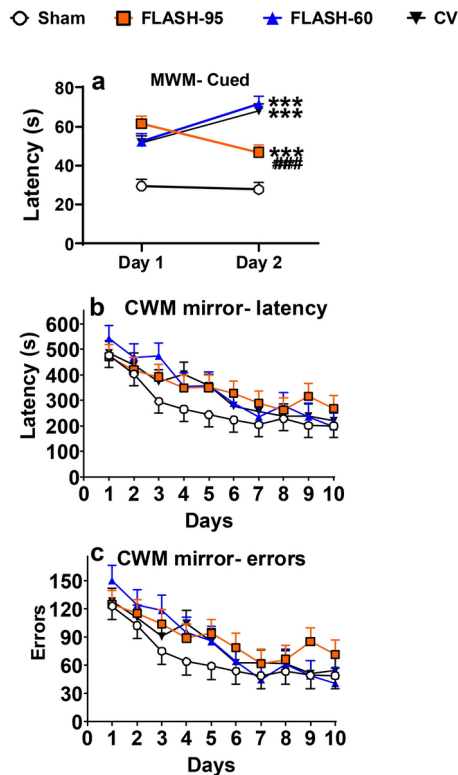 Sham FLASH-95 FLASH-60 CV
a
MWM- Cued
80
60
40
20
0
Latency (s)
***
***
***
###
Day 1 Day 2
b CWM mirror- latency
600
500
400
300
200
100
0
Latency (s)
0 1 2 3 4 5 6 7 8 9 10
Days
c CWM mirror- errors
150
120
90
60
30
0
Errors
0 1 2 3 4 5 6 7 8 9 10
Days